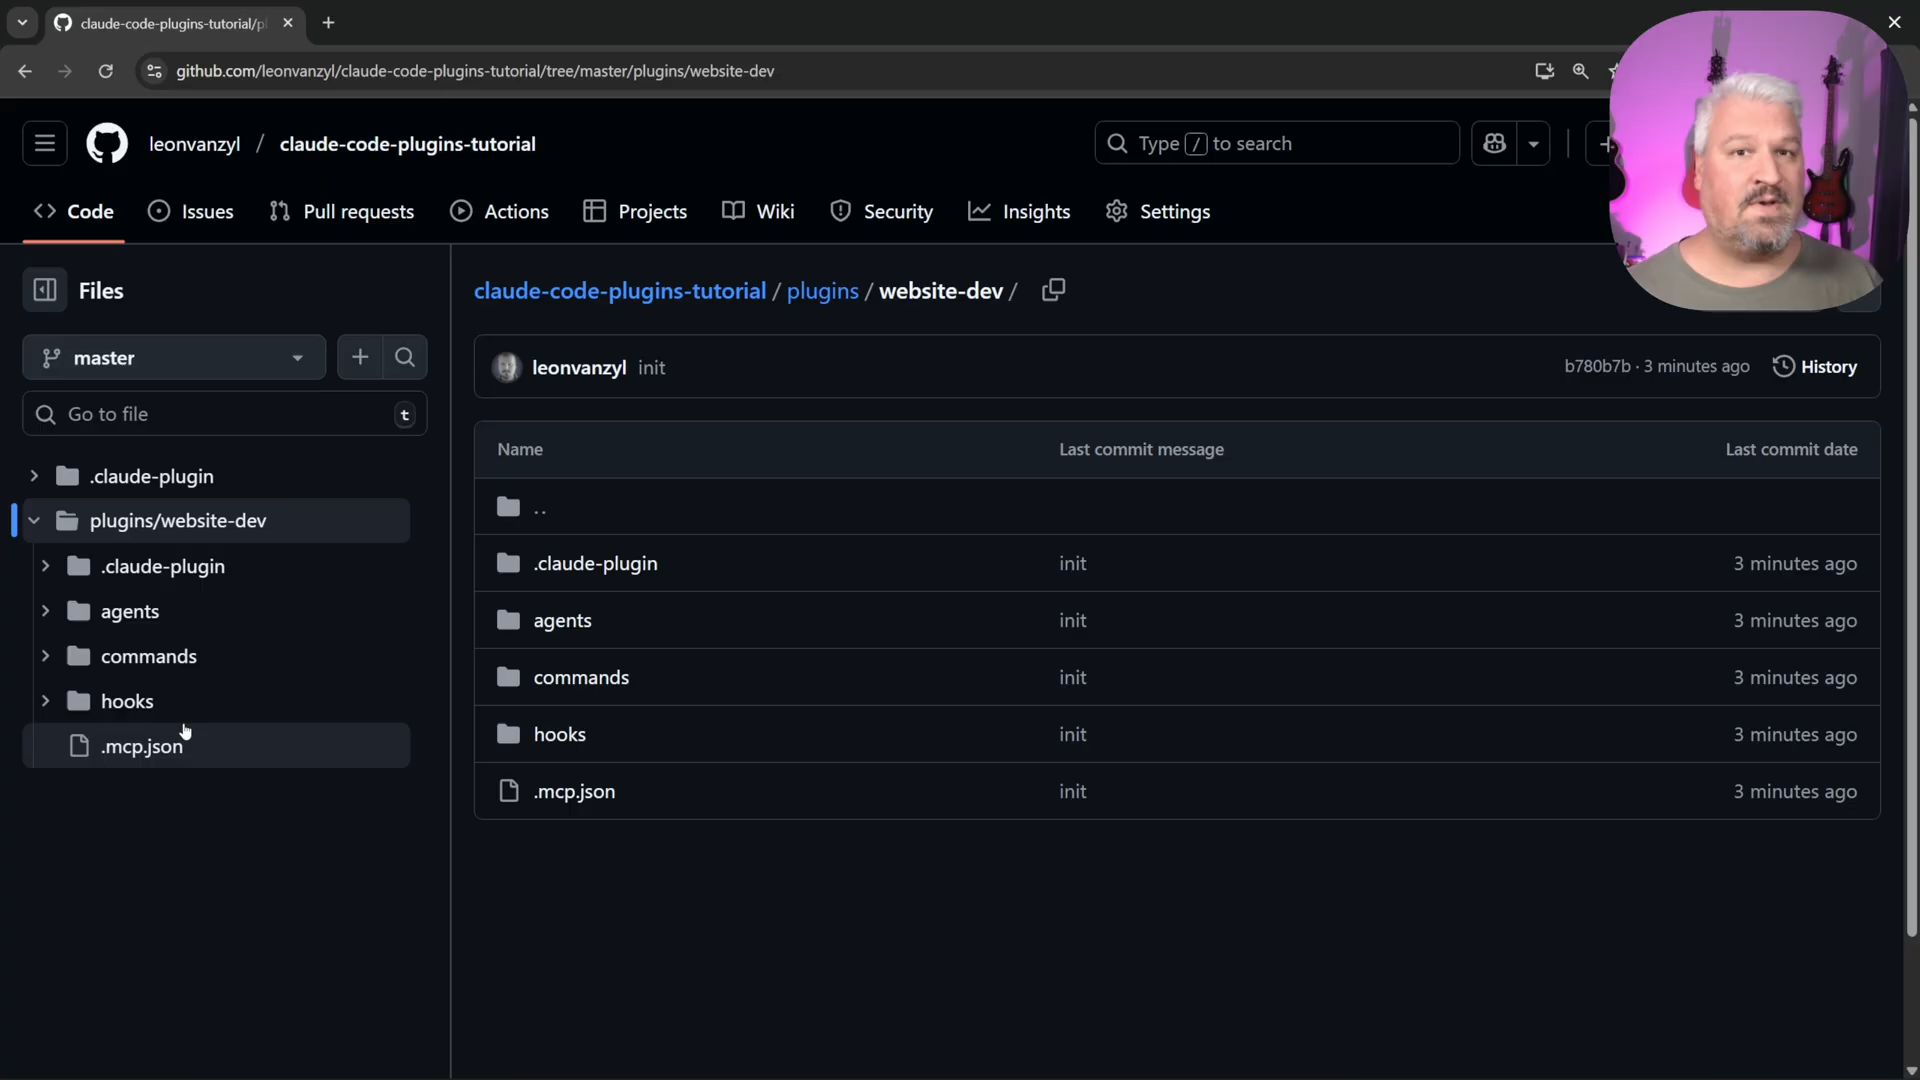 claude-code-plugins-tutorial/pl
github.com/leonvanzyl/claude-code-plugins-tutorial/tree/master/plugins/website-dev
leonvanzyl / claude-code-plugins-tutorial
Type / to search
Code
Issues
Pull requests
Actions
Projects
Wiki
Security
Insights
Settings
Files
master
Go to file
t
.claude-plugin
plugins/website-dev
.claude-plugin
agents
commands
hooks
.mcp.json
claude-code-plugins-tutorial / plugins / website-dev /
leonvanzyl init
b780b7b · 3 minutes ago
History
Name Last commit message Last commit date
..
.claude-plugin init 3 minutes ago
agents init 3 minutes ago
commands init 3 minutes ago
hooks init 3 minutes ago
.mcp.json init 3 minutes ago